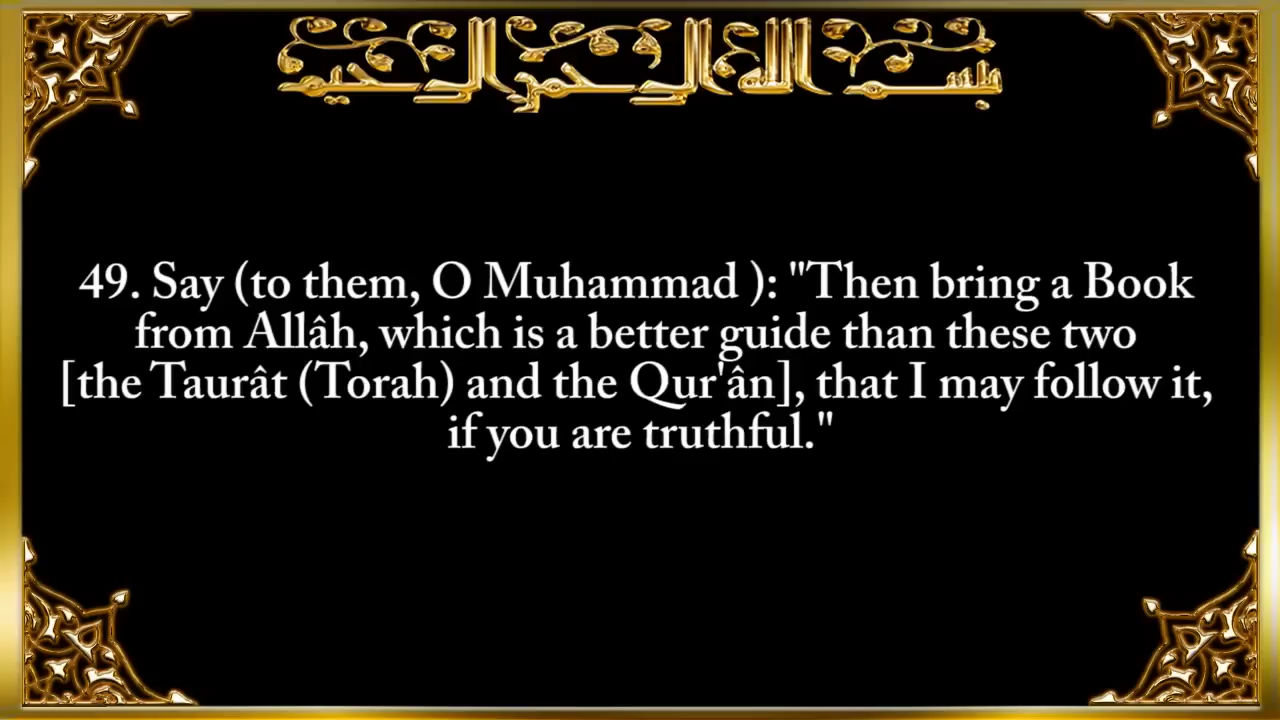 بسم الله الرحمن الرحيم
49. Say (to them, O Muhammad ): "Then bring a Book
from Allâh, which is a better guide than these two
[the Taurât (Torah) and the Qur'ân], that I may follow it,
if you are truthful."